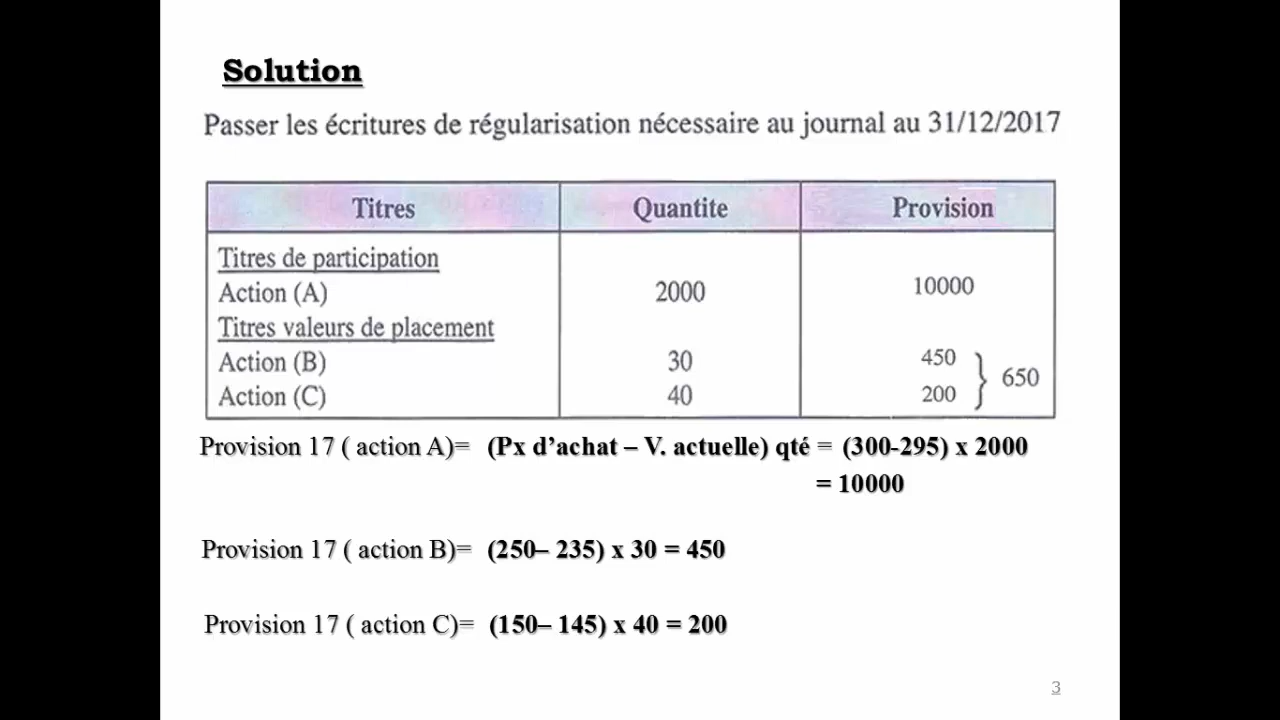 Solution
Passer les écritures de régularisation nécessaire au journal au 31/12/2017
Titres Quantite Provision
Titres de participation
Action (A) 2000 10000
Titres valeurs de placement
Action (B) 30 450
Action (C) 40 200 } 650
Provision 17 ( action A)= (Px d’achat – V. actuelle) qté = (300-295) x 2000
= 10000
Provision 17 ( action B)= (250– 235) x 30 = 450
Provision 17 ( action C)= (150– 145) x 40 = 200
3